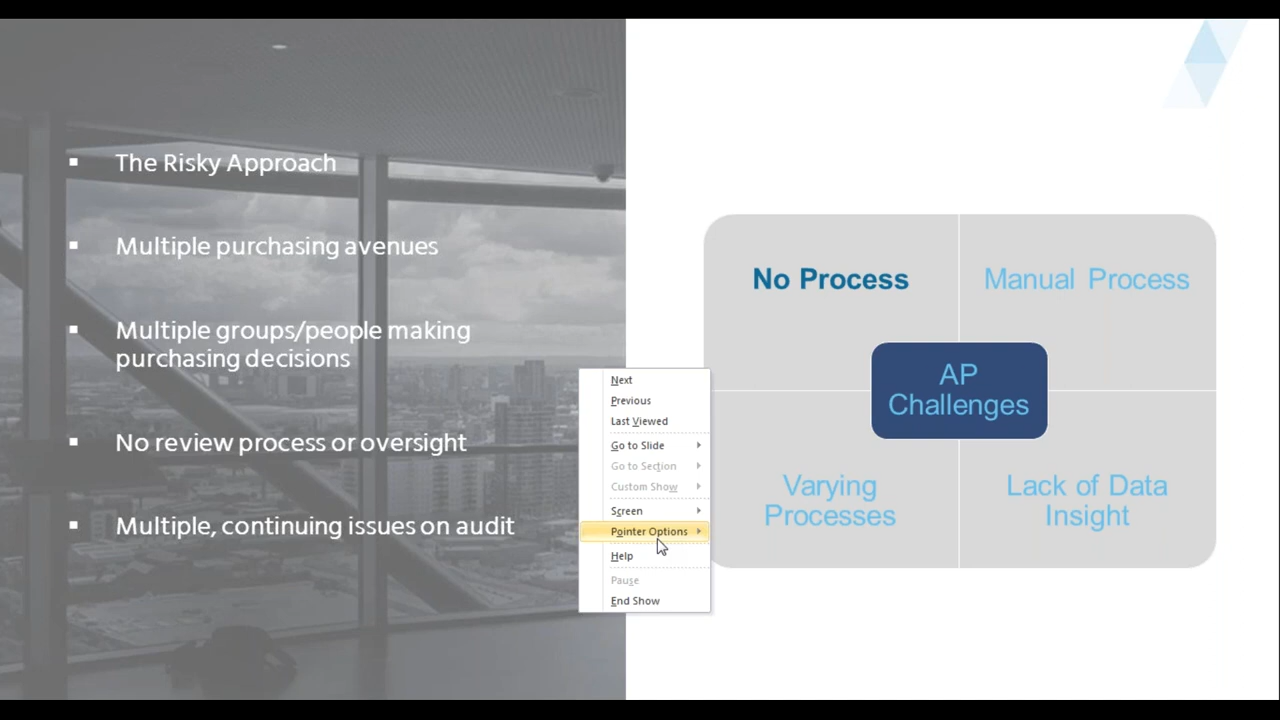 The Risky Approach
Multiple purchasing avenues
Multiple groups/people making
purchasing decisions
No review process or oversight
Multiple, continuing issues on audit
No Process
Manual Process
AP
Challenges
Varying
Processes
Lack of Data
Insight
Next
Previous
Last Viewed
Go to Slide
Go to Section
Custom Show
Screen
Pointer Options
Help
Pause
End Show